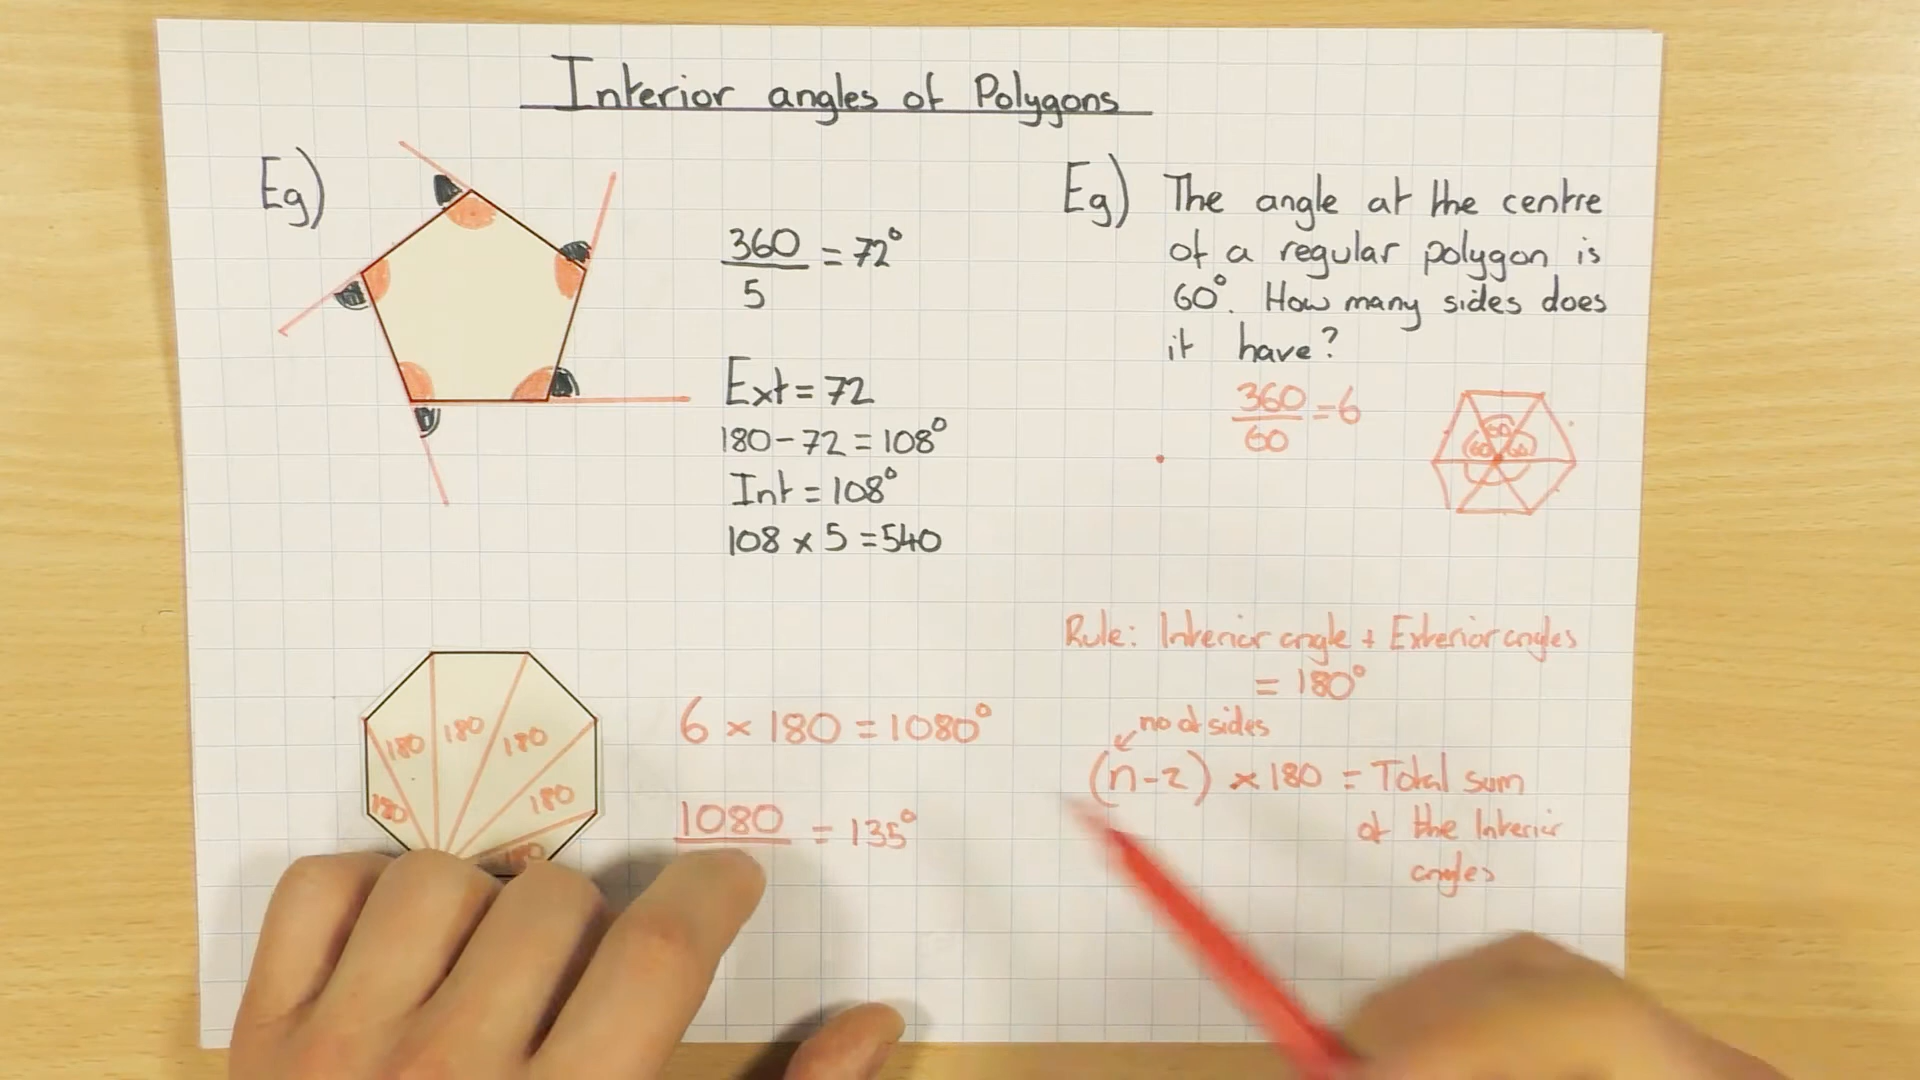 Interior angles of Polygons
Eg)
360
5
= 72°
Ext = 72
180 - 72 = 108°
Int = 108°
108 × 5 = 540
Eg) The angle at the centre
of a regular polygon is
60°. How many sides does
it have?
360
60
= 6
60 60 60
180 180 180
180 180
180
6 × 180 = 1080°
1080
= 135°
Rule: Interior angle + Exterior angles
= 180°
no of sides
(n-2) × 180 = Total sum
of the Interior
angles